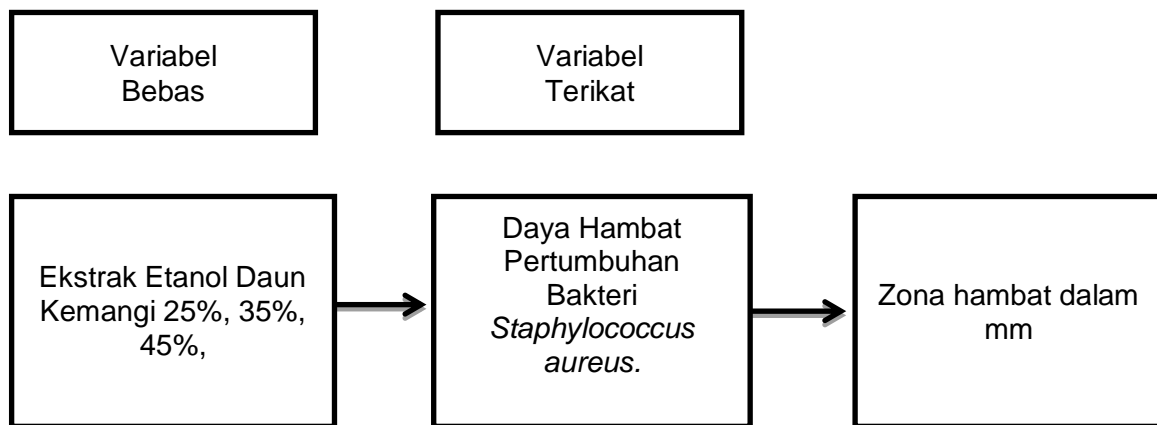 Variabel
Bebas
Variabel
Terikat
Ekstrak Etanol Daun
Kemangi 25%, 35%,
45%,
Daya Hambat
Pertumbuhan
Bakteri
Staphylococcus
aureus.
Zona hambat dalam
mm